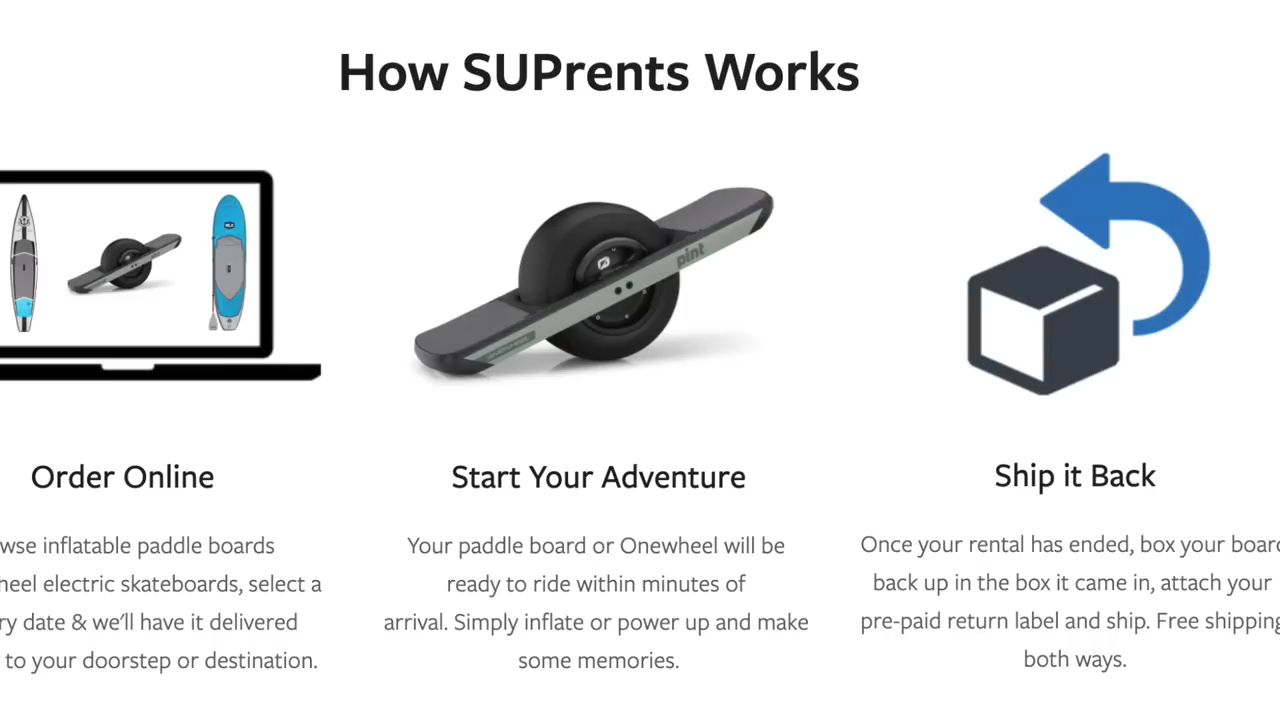 How SUPrents Works
pint
Order Online
Start Your Adventure
Ship it Back
inflatable paddle boards
electric skateboards, select a
date & we'll have it delivered
to your doorstep or destination.
Your paddle board or Onewheel will be
ready to ride within minutes of
arrival. Simply inflate or power up and make
some memories.
Once your rental has ended, box your board
back up in the box it came in, attach your
pre-paid return label and ship. Free shipping
both ways.